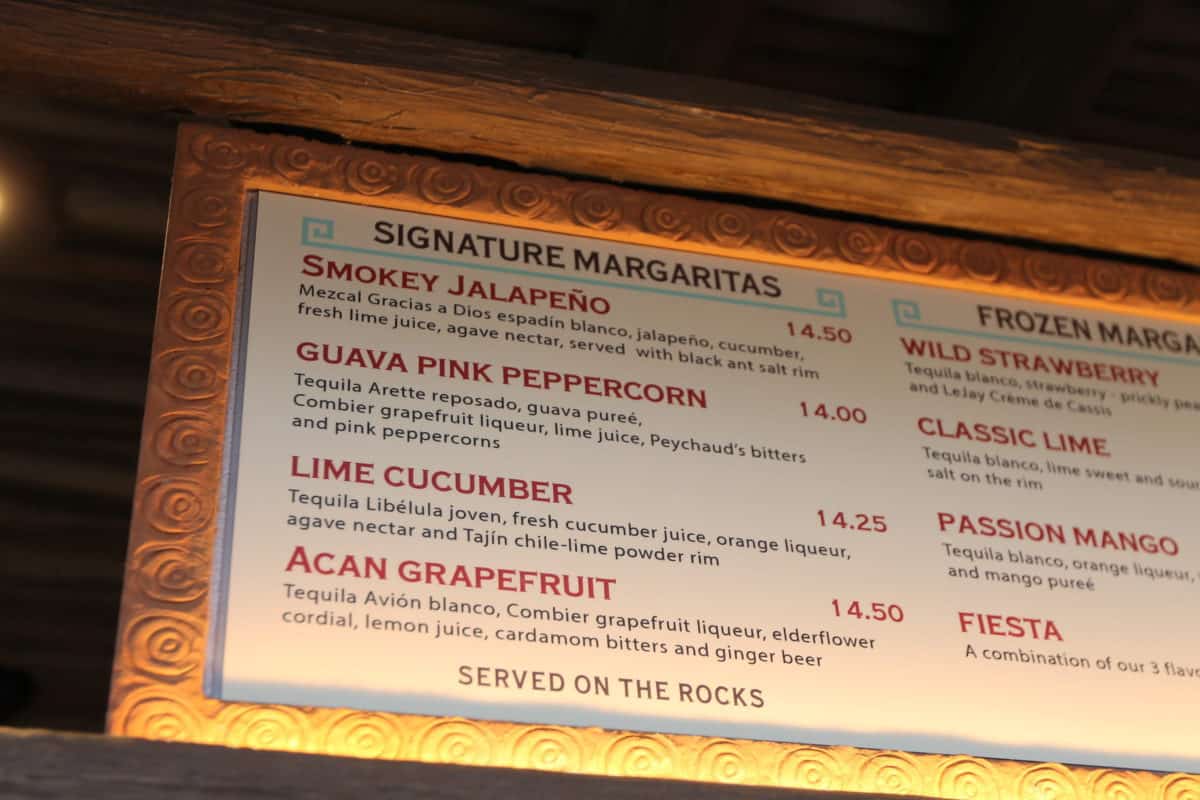 SIGNATURE MARGARITAS
SMOKEY JALAPEÑO
14.50
Mezcal Gracias a Dios espadín blanco, jalapeño, cucumber,
fresh lime juice, agave nectar, served with black ant salt rim
GUAVA PINK PEPPERCORN
14.00
Tequila Arette reposado, guava pureé,
Combier grapefruit liqueur, lime juice, Peychaud's bitters
and pink peppercorns
LIME CUCUMBER
14.25
Tequila Libélula joven, fresh cucumber juice, orange liqueur,
agave nectar and Tajín chile-lime powder rim
ACAN GRAPEFRUIT
14.50
Tequila Avión blanco, Combier grapefruit liqueur, elderflower
cordial, lemon juice, cardamom bitters and ginger beer
SERVED ON THE ROCKS
FROZEN
WILD STRAWBERRY
Tequila blanco, strawberry - prickly
and LeJay Crème de Cassis
CLASSIC LIME
Tequila blanco, lime sweet and sour
salt on the rim
PASSION MANGO
Tequila blanco, orange liqueur,
and mango pureé
FIESTA
A combination of our 3